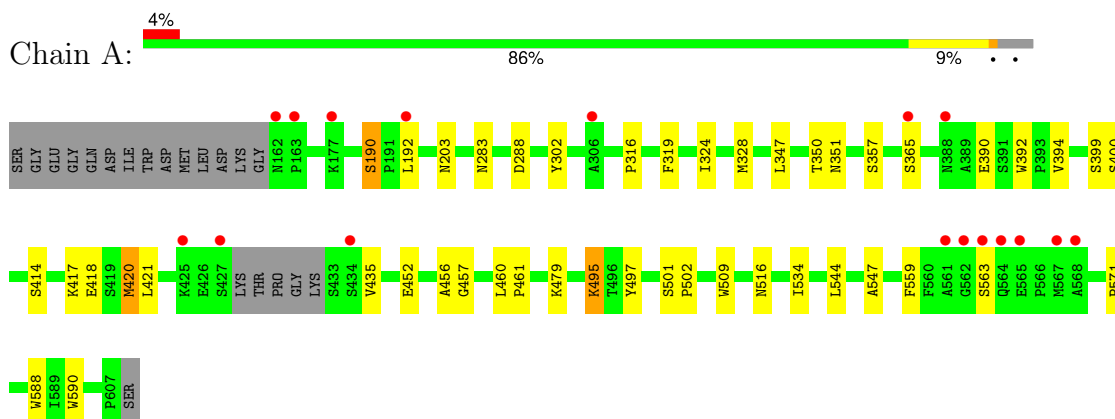 4%
Chain A:
86% 9% • •
SER GLY GLU GLY GLN ASP ILE TRP ASP ASP MET LEU ASP LYS GLY N162 P163 K177 S190 P191 L192 N203 N283 D288 Y302 A306 P316 F319 I324 M328 L347 T350 N351 S357 S365 N388 A389 E390 S391 W392 P393 V394 S399 S400
S414 K417 E418 S419 M420 L421 K425 E426 S427 LYS THR PRO GLY LYS S433 S434 V435 E452 A456 G457 L460 P461 K479 K495 T496 Y497 S501 P502 W509 N516 I534 L544 A547 F559 F560 A561 G562 S563 Q564 E565 P566 M567 A568
W588 I589 W590 P607 SER